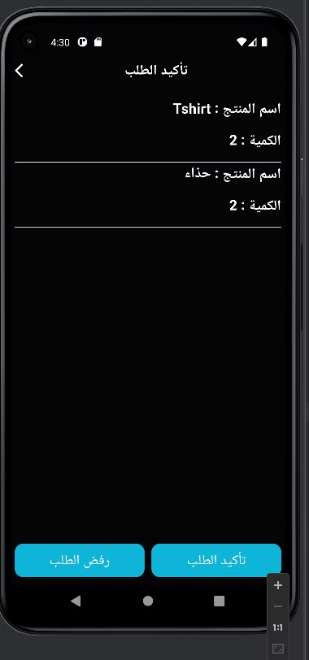 4:30
تأكيد الطلب
اسم المنتج : Tshirt
الكمية : 2
اسم المنتج : حذاء
الكمية : 2
تأكيد الطلب
رفض الطلب
1:1